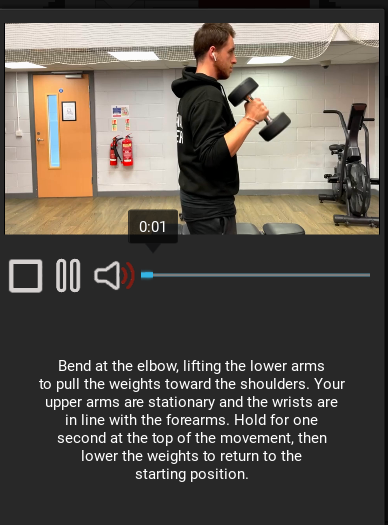 0:01
Bend at the elbow, lifting the lower arms
to pull the weights toward the shoulders. Your
upper arms are stationary and the wrists are
in line with the forearms. Hold for one
second at the top of the movement, then
lower the weights to return to the
starting position.